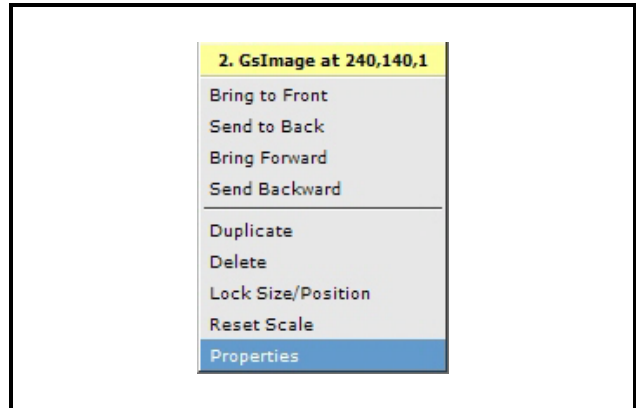 2. GsImage at 240,140,1
Bring to Front
Send to Back
Bring Forward
Send Backward
Duplicate
Delete
Lock Size/Position
Reset Scale
Properties